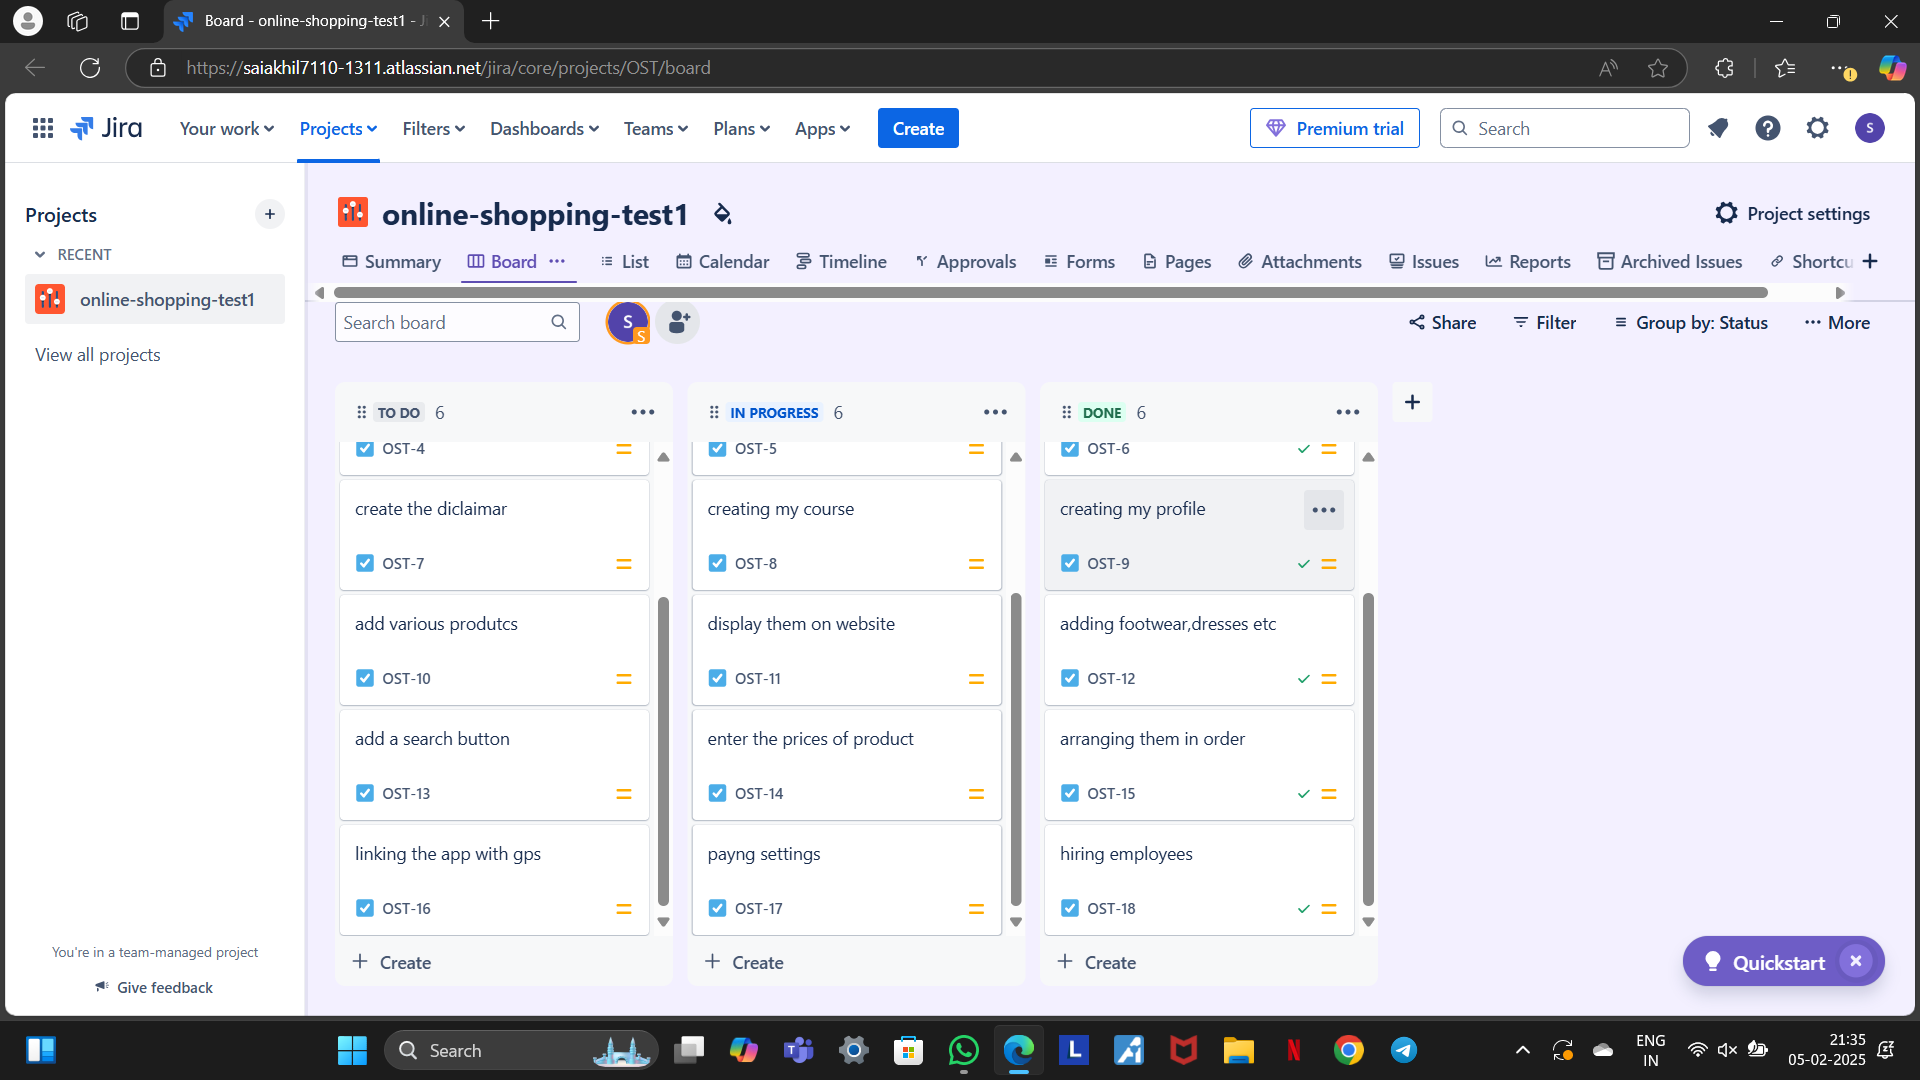 Board - online-shopping-test1 - Ji
https://saiakhil7110-1311.atlassian.net/jira/core/projects/OST/board
Jira
Your work
Projects
Filters
Dashboards
Teams
Plans
Apps
Create
Premium trial
Search
S
Projects
RECENT
online-shopping-test1
View all projects
You're in a team-managed project
Give feedback
online-shopping-test1
Project settings
Summary
Board
List
Calendar
Timeline
Approvals
Forms
Pages
Attachments
Issues
Reports
Archived Issues
Shortcu
Search board
S
S
Share
Filter
Group by: Status
More
TO DO 6
OST-4
create the diclaimar
OST-7
add various produtcs
OST-10
add a search button
OST-13
linking the app with gps
OST-16
Create
IN PROGRESS 6
OST-5
creating my course
OST-8
display them on website
OST-11
enter the prices of product
OST-14
payng settings
OST-17
Create
DONE 6
OST-6
creating my profile
OST-9
adding footwear,dresses etc
OST-12
arranging them in order
OST-15
hiring employees
OST-18
Create
Quickstart
Search
L
N
ENG
IN
21:35
05-02-2025